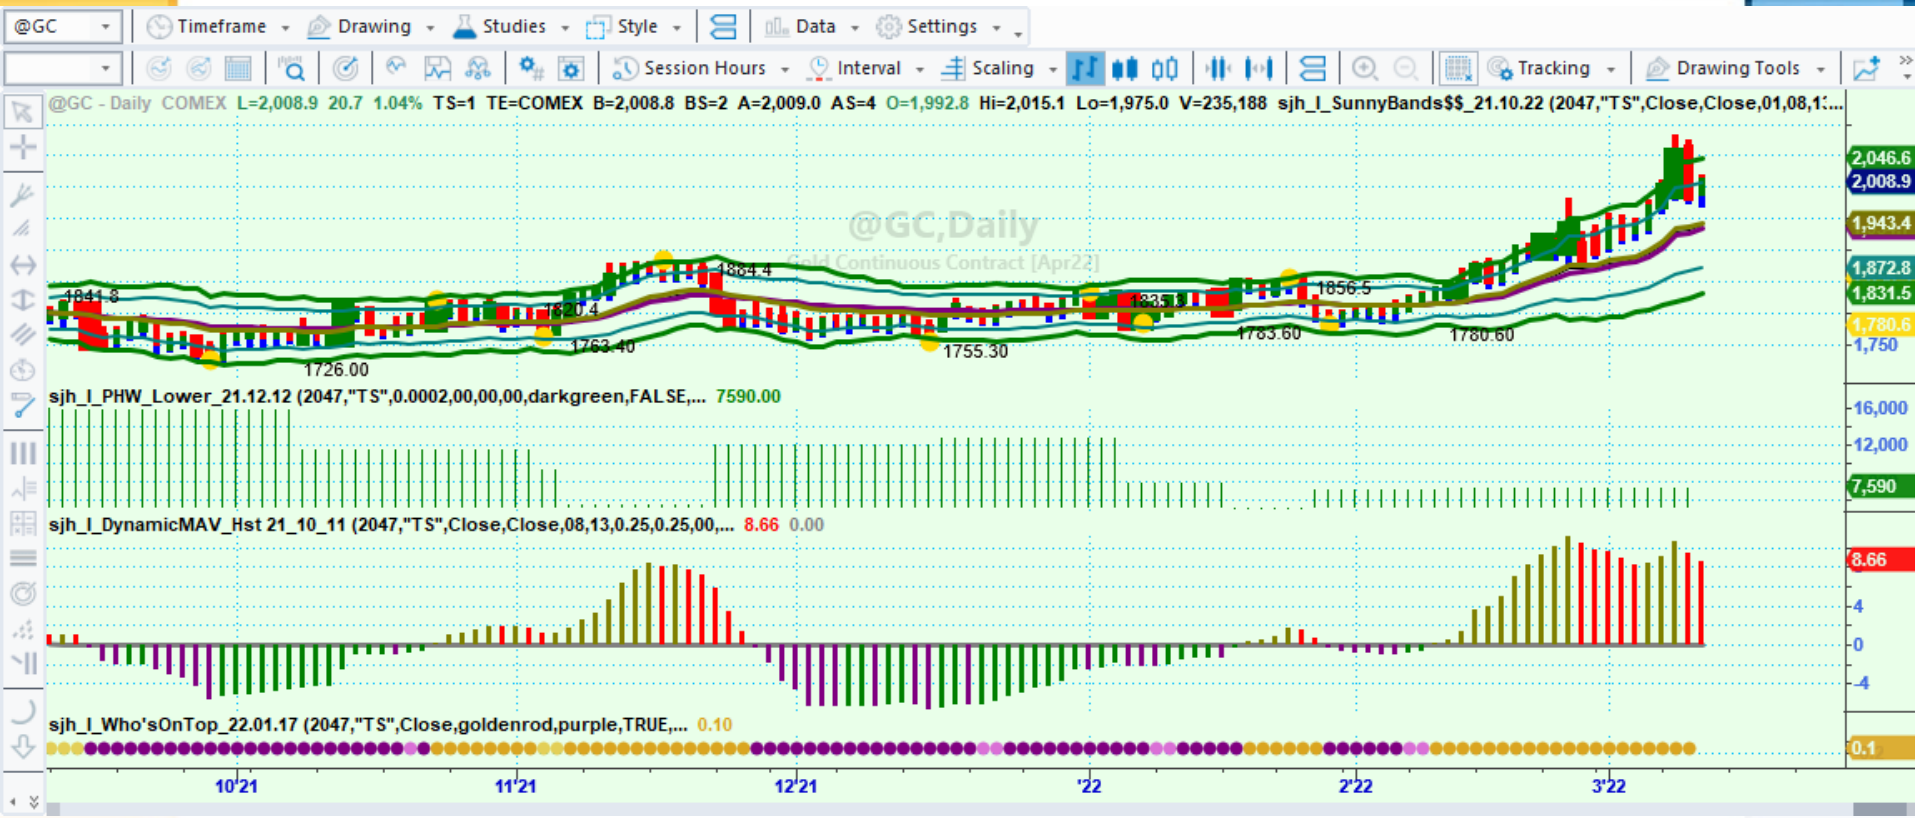 @GC Timeframe Drawing Studies Style Data Settings
Session Hours Interval Scaling Tracking Drawing Tools
@GC - Daily COMEX L=2,008.9 20.7 1.04% TS=1 TE=COMEX B=2,008.8 BS=2 A=2,009.0 AS=4 O=1,992.8 Hi=2,015.1 Lo=1,975.0 V=235,188 sjh_I_SunnyBands$$_21.10.22 (2047,"TS",Close,Close,01,08,1...
2,046.6
2,008.9
@GC,Daily
1,943.4
Gold Continuous Contract [Apr22]
1884.4
1,872.8
1856.5
1841.8
1,831.5
1820.4
1835.3
1,780.6
1783.60
1780.60
1763.40
1755.30
1,750
1726.00
sjh_I_PHW_Lower_21.12.12 (2047,"TS",0.0002,00,00,00,darkgreen,FALSE,... 7590.00
16,000
12,000
7,590
sjh_I_DynamicMAV_Hst 21_10_11 (2047,"TS",Close,Close,08,13,0.25,0.25,00,... 8.66 0.00
8.66
4
0
-4
sjh_I_Who'sOnTop_22.01.17 (2047,"TS",Close,goldenrod,purple,TRUE,... 0.10
0.1
10'21 11'21 12'21 '22 2'22 3'22